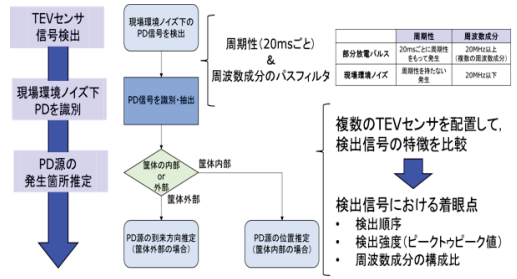 TEVセンサ
信号検出
現場環境ノイズ下
PDを識別
PD源の
発生箇所推定
現場環境ノイズ下の
PD信号を検出
PD信号を識別・抽出
筐体の内部
or
外部
筐体内部
筐体外部
PD源の到来方向推定
(筐体外部の場合)
PD源の位置推定
(筐体内部の場合)
周期性(20msごと)
&
周波数成分のパスフィルタ
周期性
周波数成分
部分放電パルス
20msごとに周期性
をもって発生
20MHz以上
(複数の周波数成分)
現場環境ノイズ
周期性を持たない
発生
20MHz以下
複数のTEVセンサを配置して,
検出信号の特徴を比較
検出信号における着眼点
• 検出順序
• 検出強度(ピークトゥピーク値)
• 周波数成分の構成比